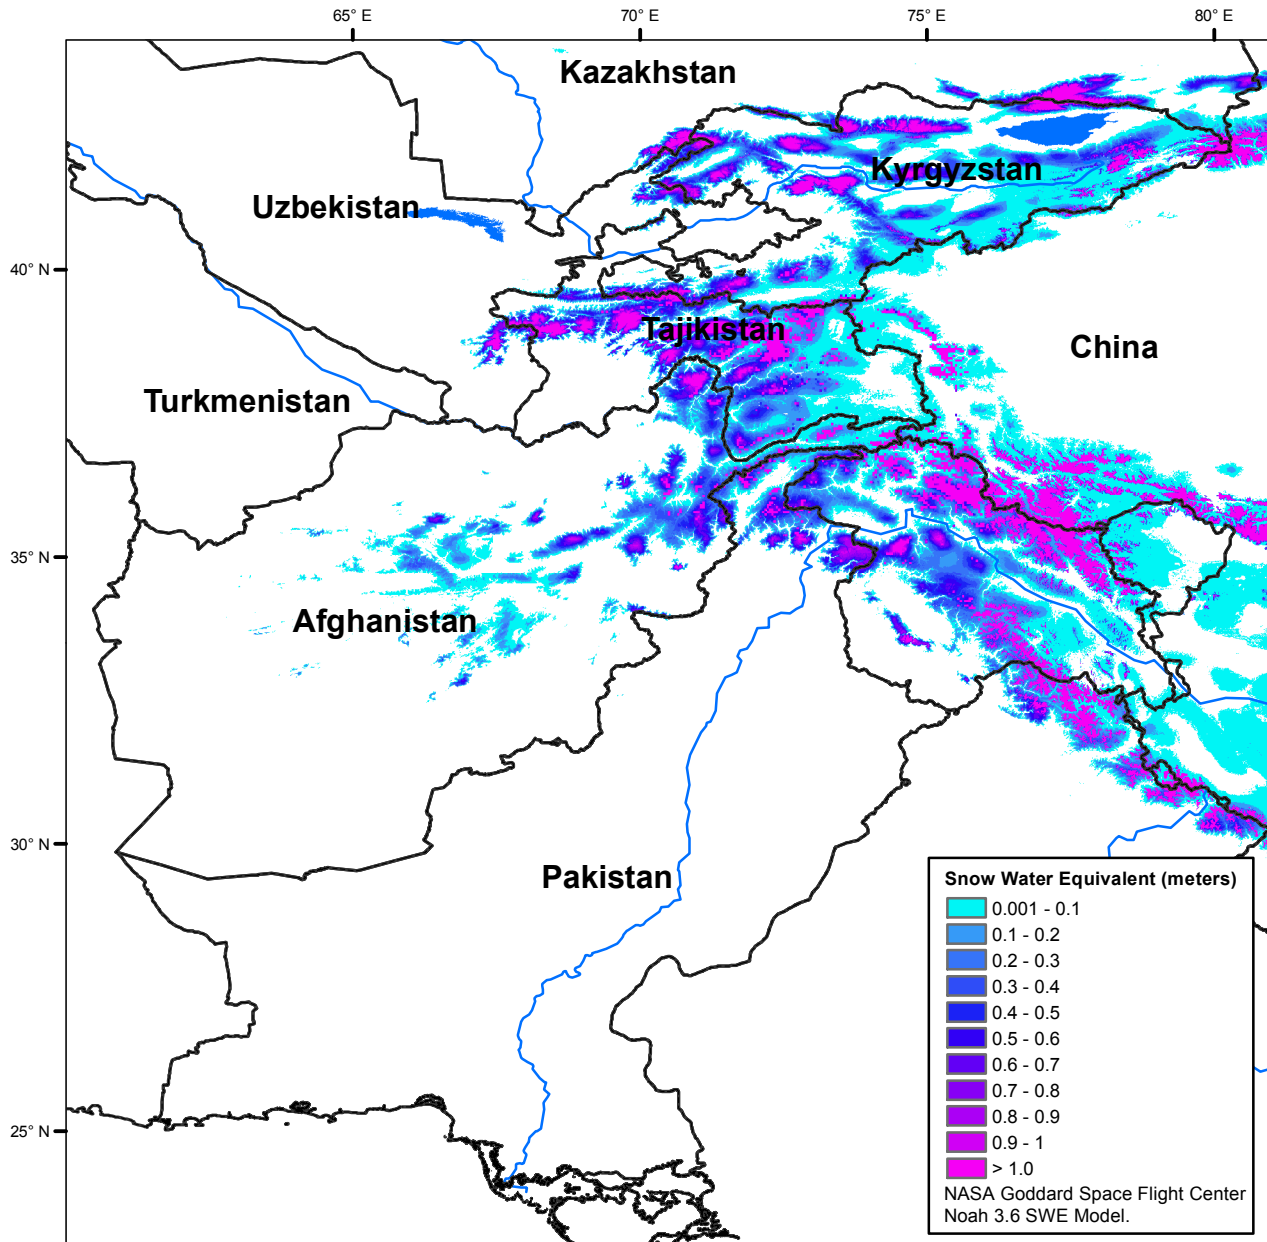 65° E
70° E
75° E
80° E
Kazakhstan
Kyrgyzstan
Uzbekistan
40° N
Tajikistan
China
Turkmenistan
35° N
Afghanistan
30° N
Pakistan
25° N
Snow Water Equivalent (meters)
0.001 - 0.1
0.1 - 0.2
0.2 - 0.3
0.3 - 0.4
0.4 - 0.5
0.5 - 0.6
0.6 - 0.7
0.7 - 0.8
0.8 - 0.9
0.9 - 1
> 1.0
NASA Goddard Space Flight Center
Noah 3.6 SWE Model.